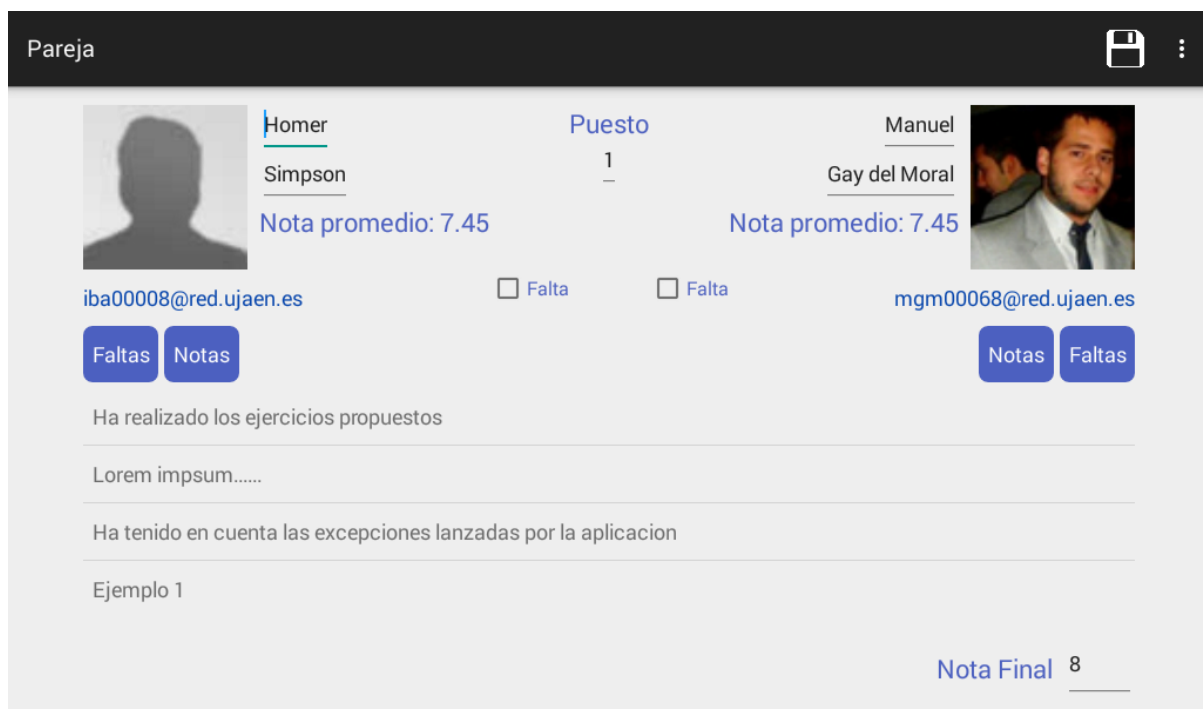 Pareja
Homer Puesto Manuel
Simpson 1 Gay del Moral
Nota promedio: 7.45 Nota promedio: 7.45
iba00008@red.ujaen.es Falta Falta mgm00068@red.ujaen.es
Faltas Notas Notas Faltas
Ha realizado los ejercicios propuestos
Lorem impsum......
Ha tenido en cuenta las excepciones lanzadas por la aplicacion
Ejemplo 1
Nota Final 8